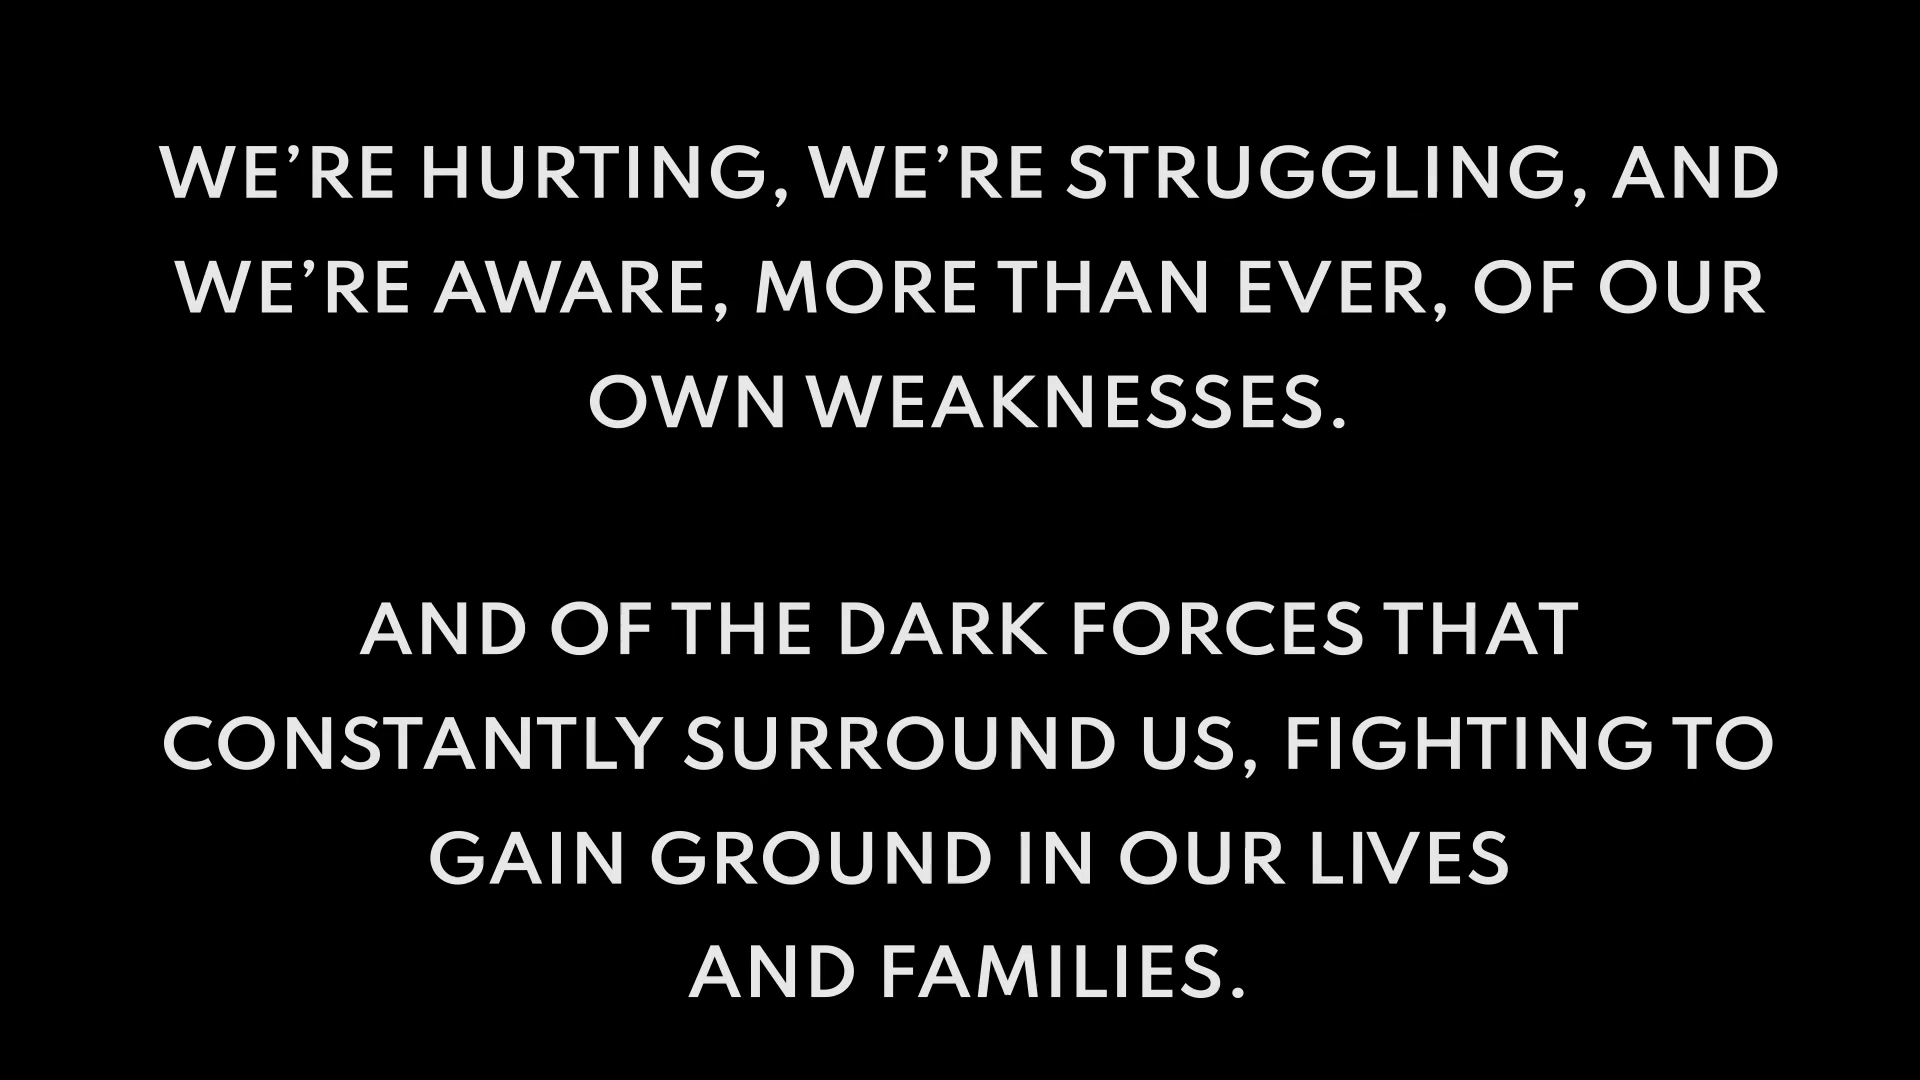 WE’RE HURTING, WE’RE STRUGGLING, AND
WE’RE AWARE, MORE THAN EVER, OF OUR
OWN WEAKNESSES.
AND OF THE DARK FORCES THAT
CONSTANTLY SURROUND US, FIGHTING TO
GAIN GROUND IN OUR LIVES
AND FAMILIES.